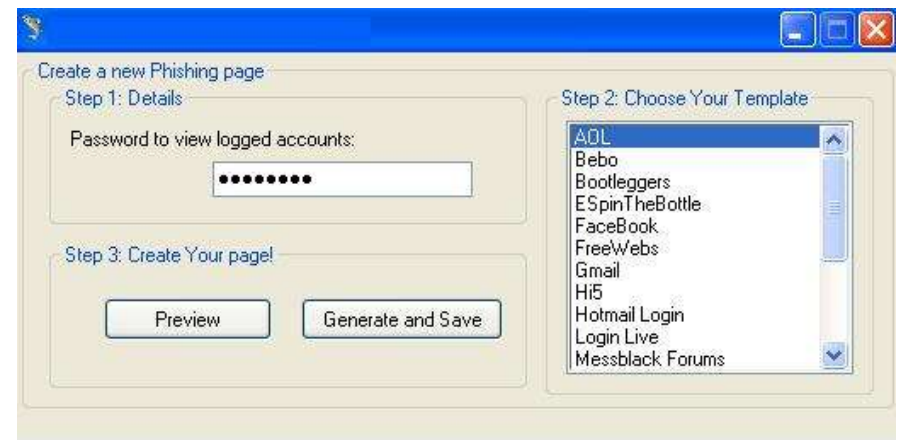 Create a new Phishing page
Step 1: Details
Password to view logged accounts:
••••••••
Step 2: Choose Your Template
AOL
Bebo
Bootleggers
ESpinTheBottle
FaceBook
FreeWebs
Gmail
Hi5
Hotmail Login
Login Live
Messblack Forums
Step 3: Create Your page!
Preview
Generate and Save